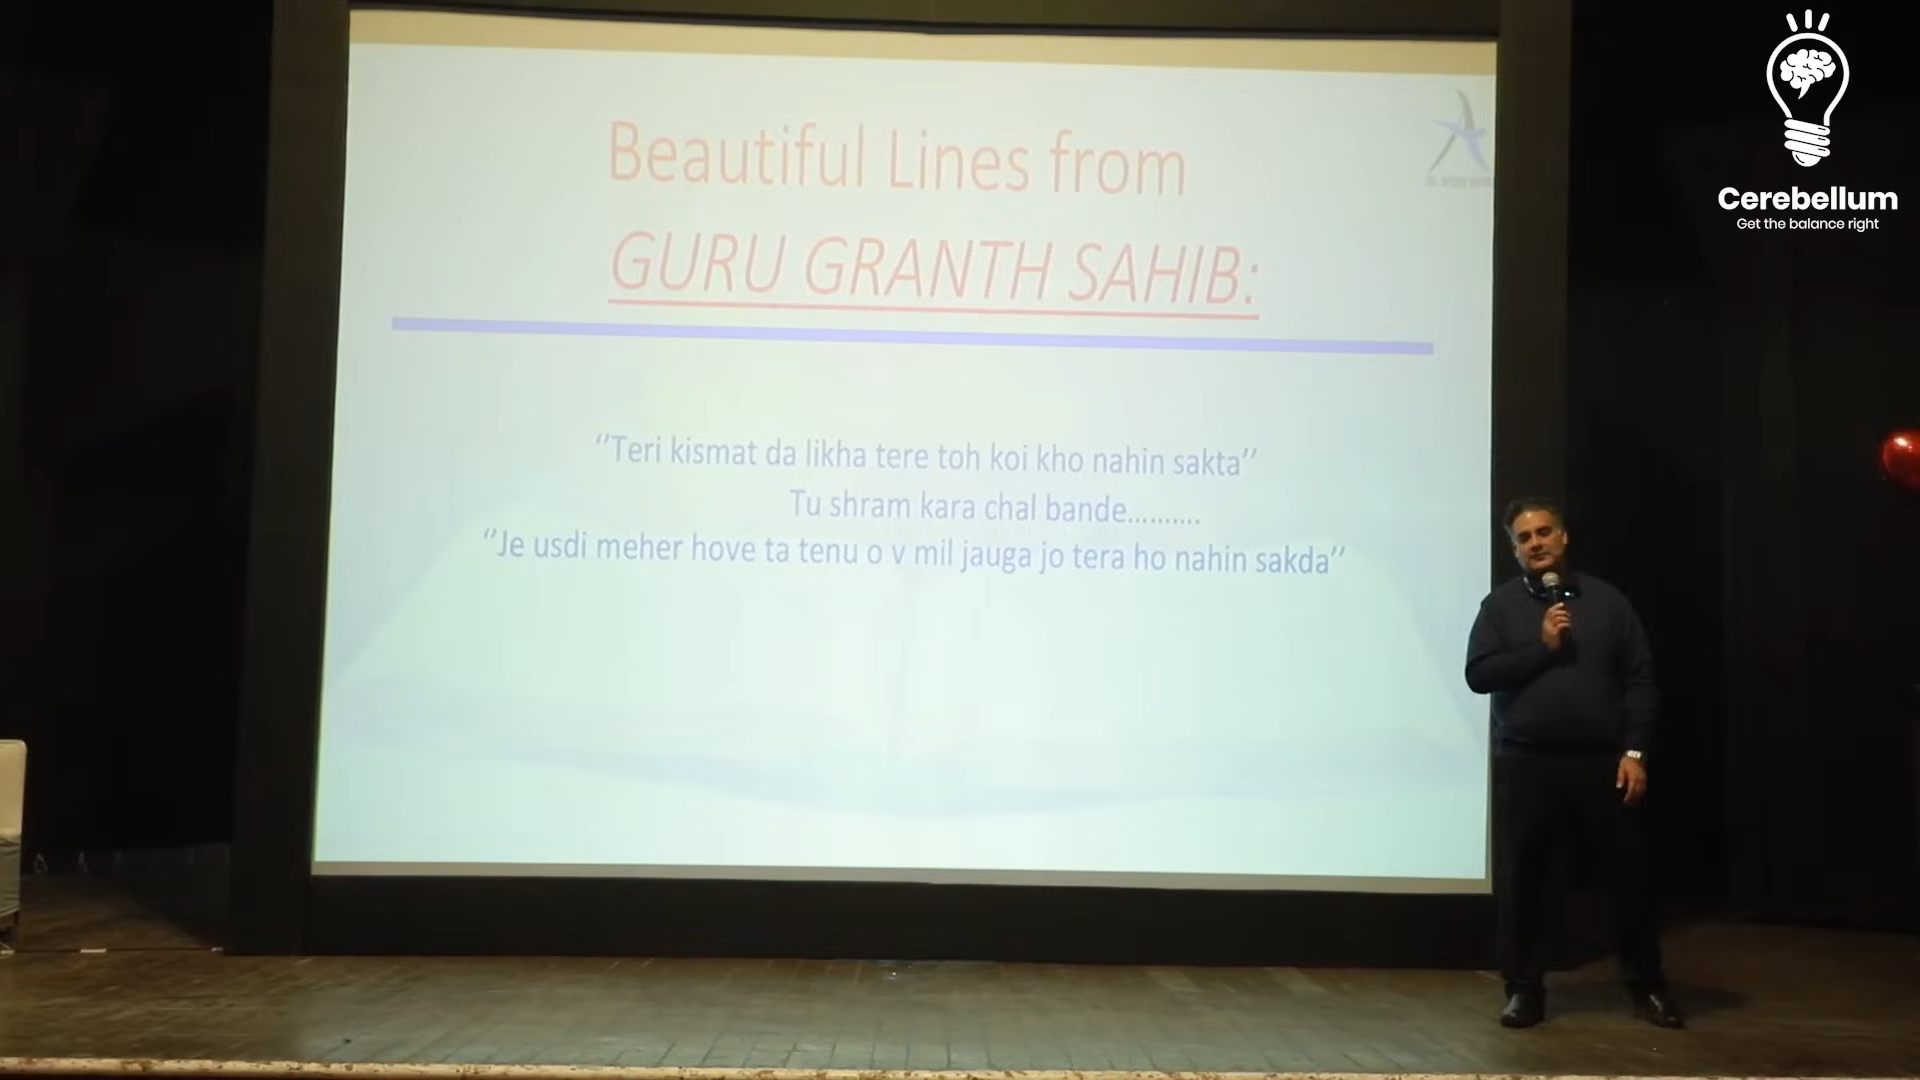 Beautiful Lines from
GURU GRANTH SAHIB:
‘‘Teri kismat da likha tere toh koi kho nahin sakta’’
Tu shram kara chal bande..........
‘‘Je usdi meher hove ta tenu o v mil jauga jo tera ho nahin sakda’’
Cerebellum
Get the balance right